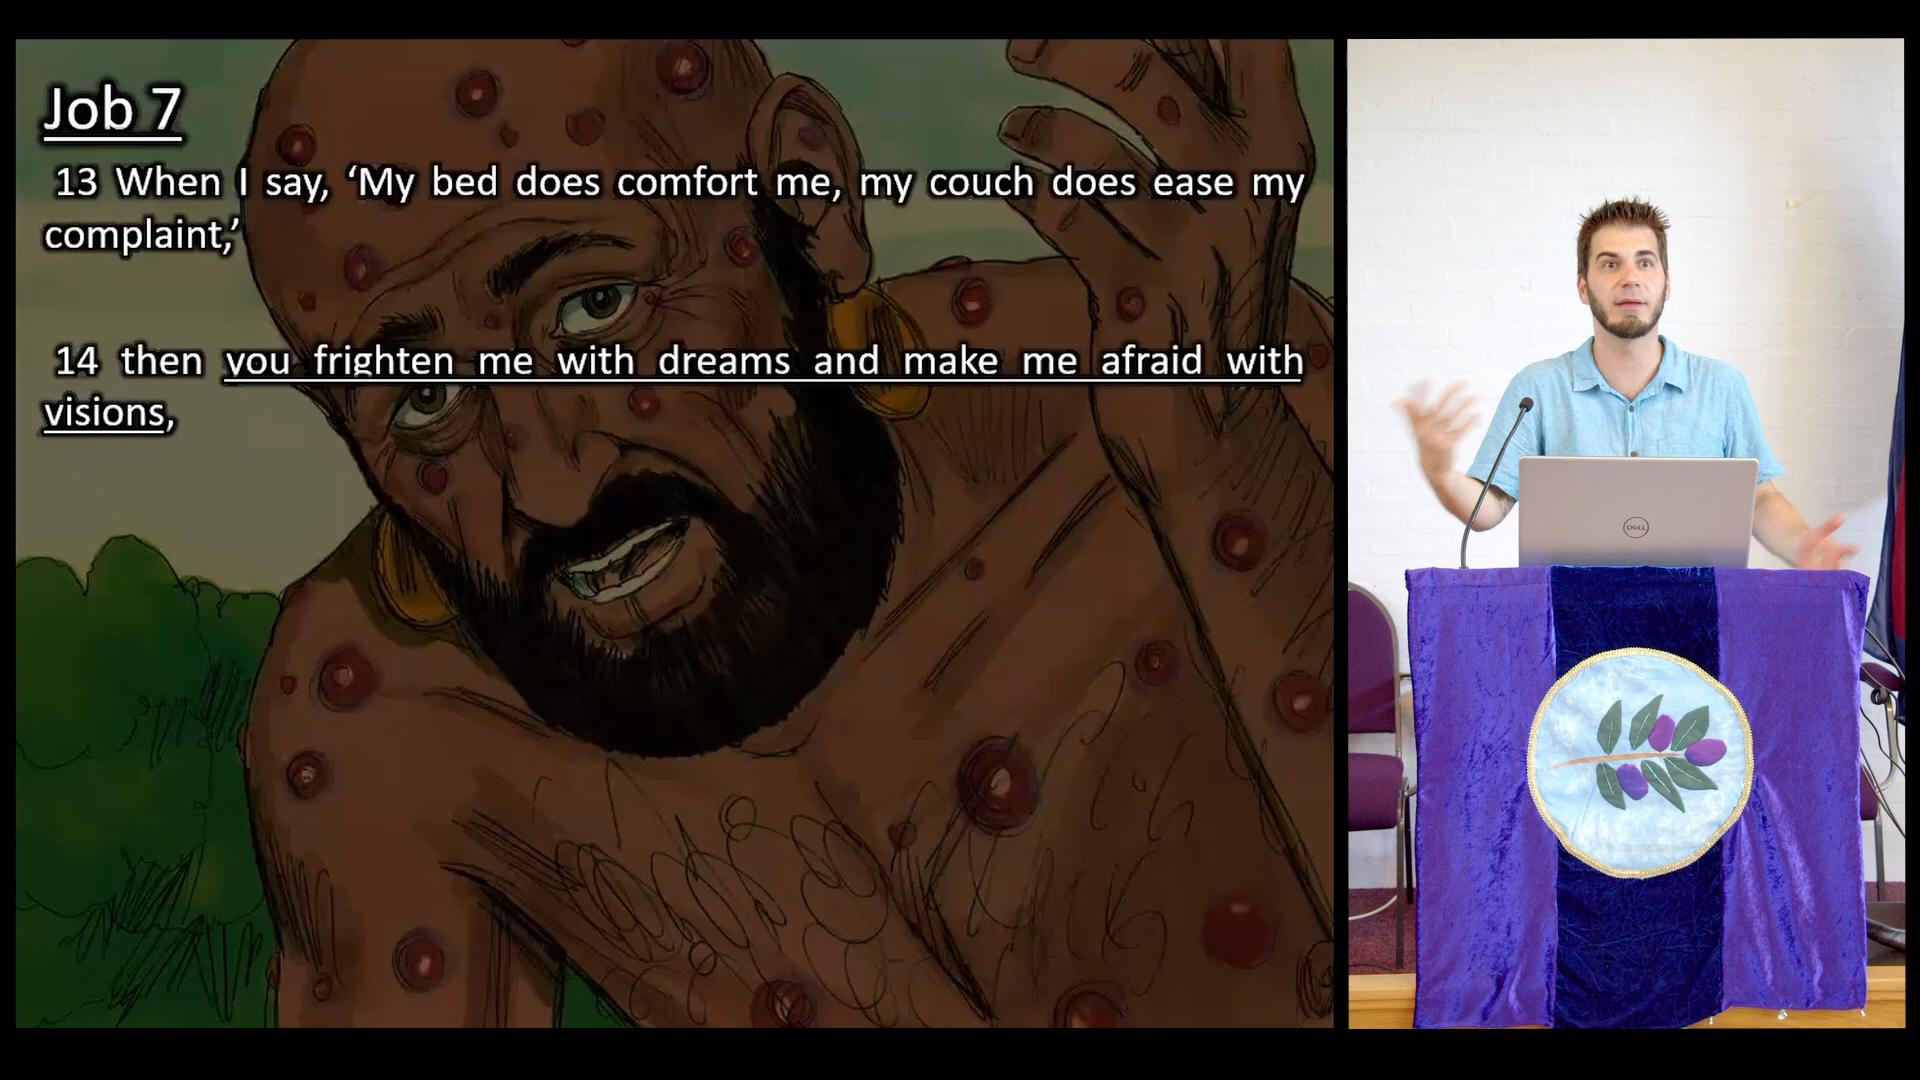 Job 7
13 When I say, ‘My bed does comfort me, my couch does ease my
complaint,’
14 then you frighten me with dreams and make me afraid with
visions,
DELL